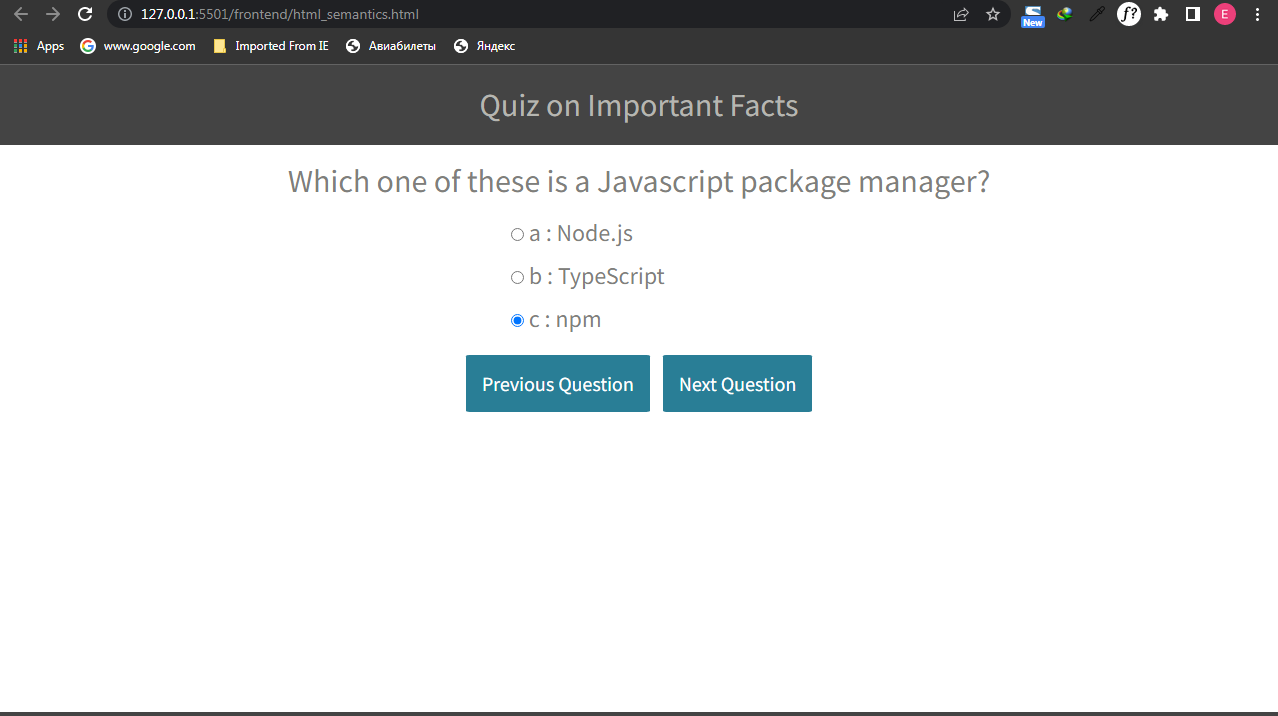 127.0.0.1:5501/frontend/html_semantics.html
New
f?
E
Apps
G
www.google.com
Imported From IE
Авиабилеты
Яндекс
Quiz on Important Facts
Which one of these is a Javascript package manager?
a : Node.js
b : TypeScript
c : npm
Previous Question
Next Question